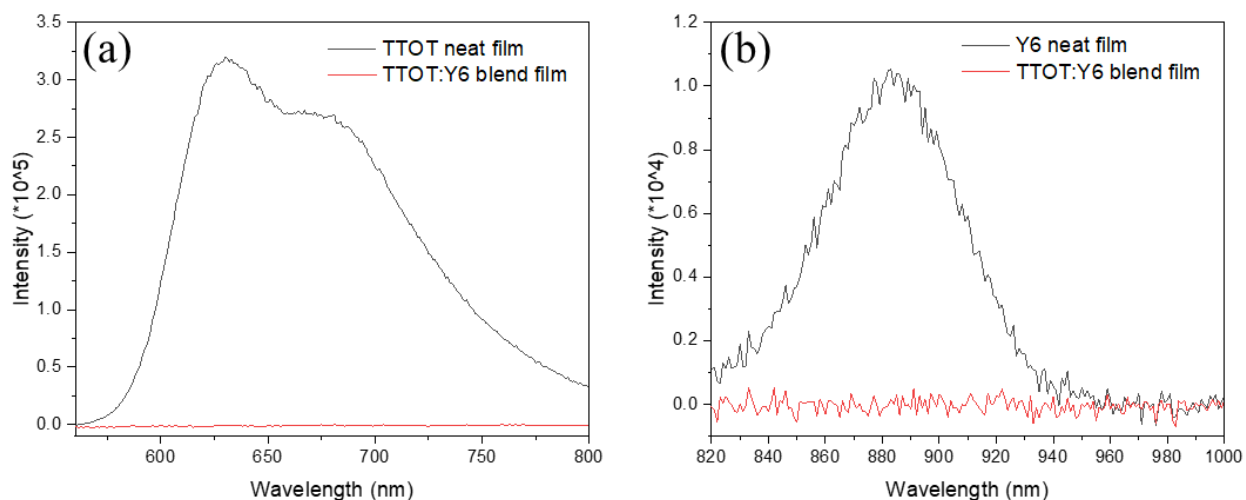 (a)
TTOT neat film
TTOT:Y6 blend film
Intensity (*10^5)
3.5
3.0
2.5
2.0
1.5
1.0
0.5
0.0
600 650 700 750 800
Wavelength (nm)
(b)
Y6 neat film
TTOT:Y6 blend film
Intensity (*10^4)
1.2
1.0
0.8
0.6
0.4
0.2
0.0
820 840 860 880 900 920 940 960 980 1000
Wavelength (nm)